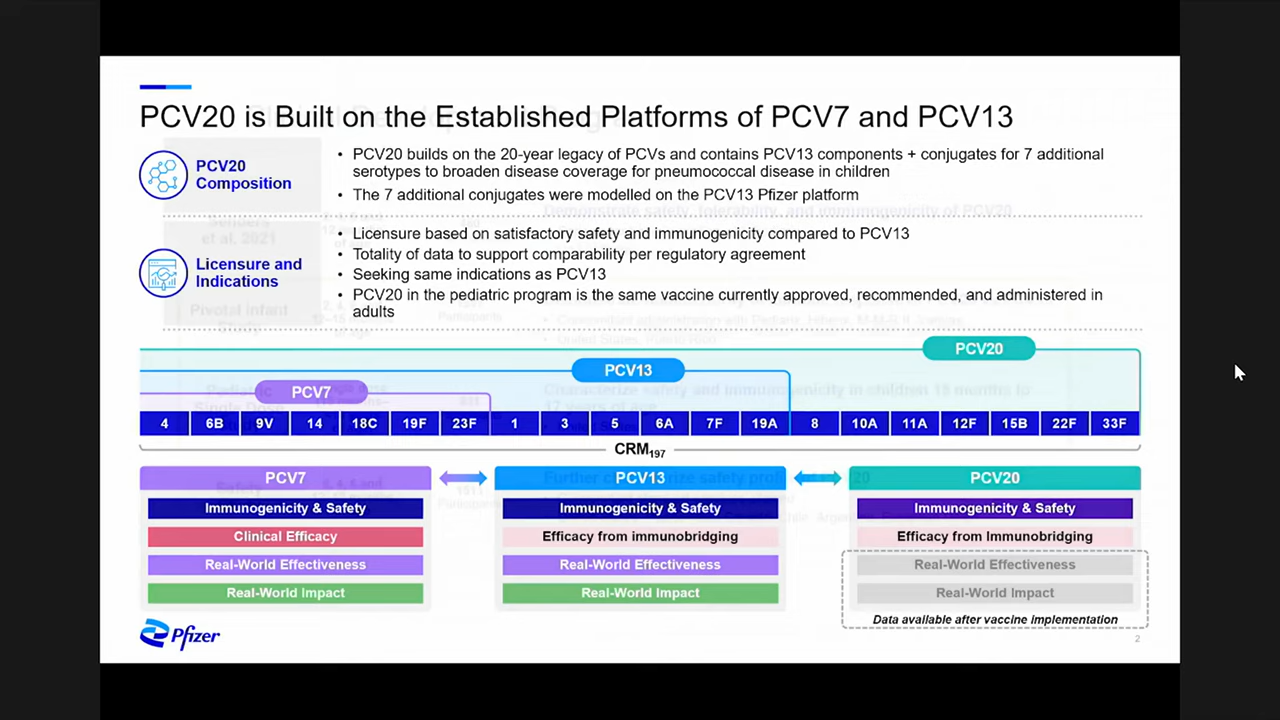 PCV20 is Built on the Established Platforms of PCV7 and PCV13
PCV20
Composition
• PCV20 builds on the 20-year legacy of PCVs and contains PCV13 components + conjugates for 7 additional
serotypes to broaden disease coverage for pneumococcal disease in children
• The 7 additional conjugates were modelled on the PCV13 Pfizer platform
Licensure and
Indications
• Licensure based on satisfactory safety and immunogenicity compared to PCV13
• Totality of data to support comparability per regulatory agreement
• Seeking same indications as PCV13
• PCV20 in the pediatric program is the same vaccine currently approved, recommended, and administered in
adults
PCV20
PCV13
PCV7
4 6B 9V 14 18C 19F 23F 1 3 5 6A 7F 19A 8 10A 11A 12F 15B 22F 33F
CRM197
PCV7
Immunogenicity & Safety
Clinical Efficacy
Real-World Effectiveness
Real-World Impact
PCV13
Immunogenicity & Safety
Efficacy from immunobridging
Real-World Effectiveness
Real-World Impact
PCV20
Immunogenicity & Safety
Efficacy from Immunobridging
Real-World Effectiveness
Real-World Impact
Data available after vaccine implementation
Pfizer
2